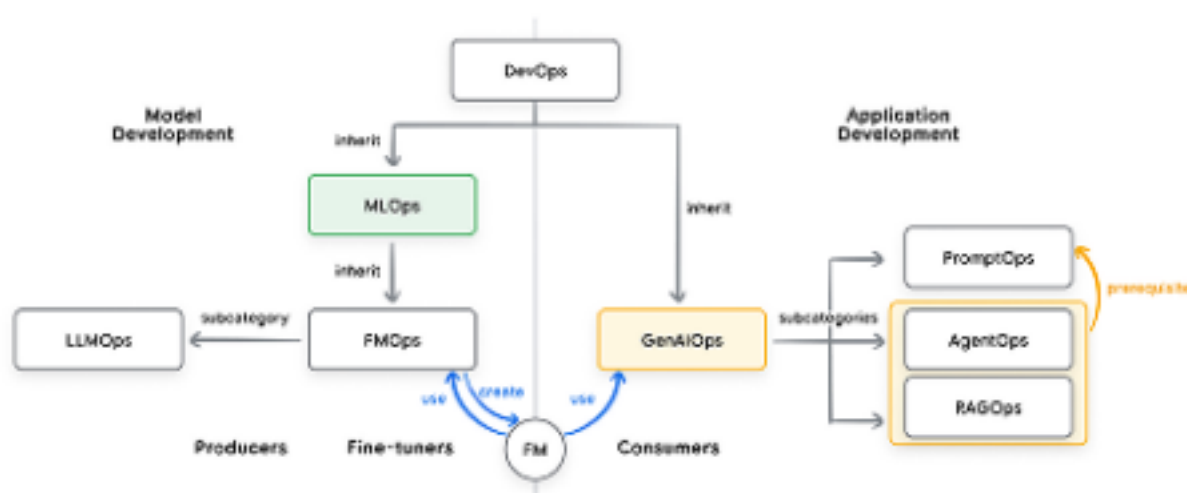 DevOps
Model
Development
Application
Development
inherit
MLOps
inherit
inherit
PromptOps
prerequisite
subcategory
subcategories
LLMOps
FMOps
GenAIOps
AgentOps
use
create
use
RAGOps
Producers
Fine-tuners
FM
Consumers